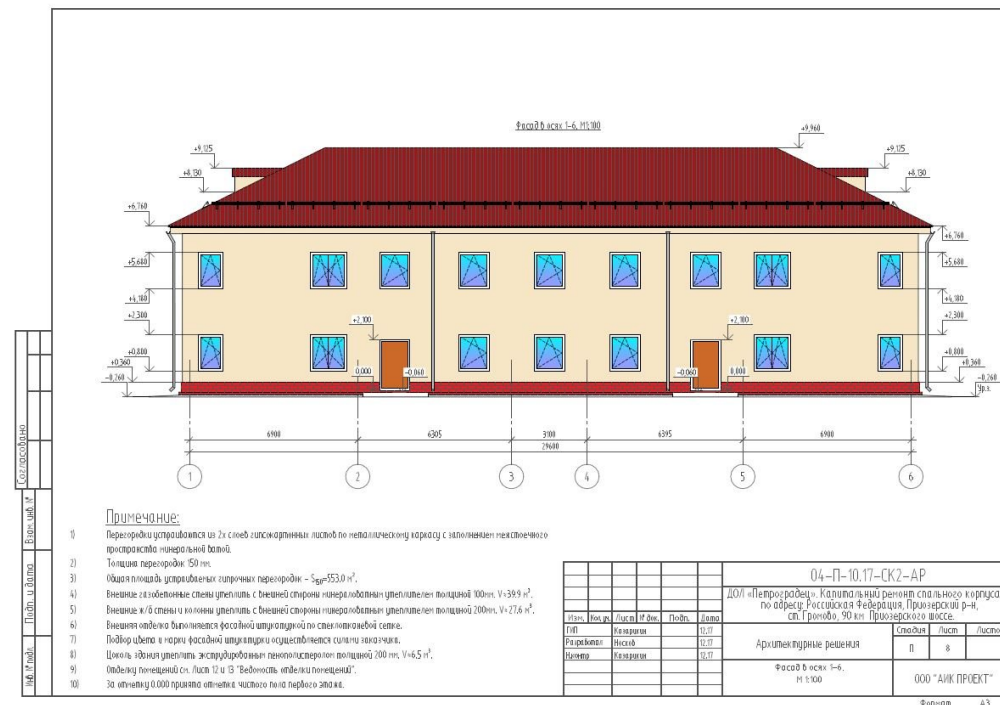 Фасад в осях 1-6, М1:100
+9,960
+9,125
+9,125
+8,130
+8,130
+6,760
+6,760
+5,680
+5,680
+4,180
+4,180
+2,300
+2,100
+2,100
+2,300
+0,800
+0,800
+0,360
0,000
-0,060
-0,060
0,000
+0,360
-0,260
-0,260
Ур.з.
6900
6305
3100
6395
6900
29600
1
2
3
4
5
6
Примечание:
1) Перегородки устраиваются из 2х слоев гипсокартонных листов по металлическому каркасу с заполнением межстоечного
пространства минеральной ватой.
2) Толщина перегородок 150 мм.
3) Общая площадь устраиваемых гипрочных перегородок - S150=553,0 м².
4) Внешние газобетонные стены утеплить с внешней стороны минераловатным утеплителем толщиной 100мм, V=39,9 м³.
5) Внешние ж/б стены и колонны утеплить с внешней стороны минераловатным утеплителем толщиной 200мм, V=27,6 м³.
6) Внешняя отделка выполняется фасадной штукатуркой по стеклотканевой сетке.
7) Подбор цвета и марки фасадной штукатурки осуществляется силами заказчика.
8) Цоколь здания утеплить экструдированным пенополистеролом толщиной 200 мм, V=6,5 м³.
9) Отделку помещений см. Лист 12 и 13 "Ведомость отделки помещений".
10) За отметку 0.000 принята отметка чистого пола первого этажа.
Согласовано
Взам. инв. №
Подп. и дата
Инв. № подл.
04-П-10.17-СК2-АР
ДОЛ «Петроградец». Капитальный ремонт спального корпуса
по адресу: Российская Федерация, Приозерский р-н,
ст. Громово, 90 км Приозерского шоссе.
Изм. Кол.уч. Лист № док. Подп. Дата
ГИП 12.17
Разработал 12.17
Н.контр 12.17
Архитектурные решения
Стадия Лист
П 8
Фасад в осях 1-6.
М 1:100
ООО "АИК ПРОЕКТ"
Формат А3